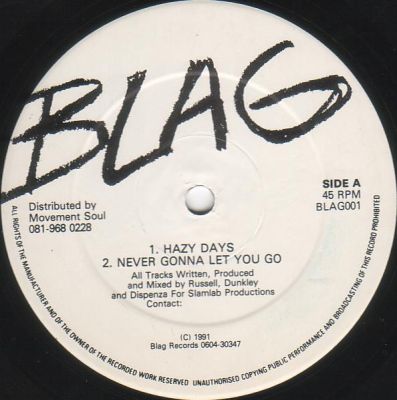 BLAG
Distributed by
Movement Soul
081-968 0228
SIDE A
45 RPM
BLAG001
1. HAZY DAYS
2. NEVER GONNA LET YOU GO
All Tracks Written, Produced
and Mixed by Russell, Dunkley
and Dispenza For Slamlab Productions
Contact:
(C) 1991
Blag Records 0604-30347
ALL RIGHTS OF THE MANUFACTURER AND OF THE OWNER OF THE RECORDED WORK RESERVED UNAUTHORISED COPYING PUBLIC PERFORMANCE AND BROADCASTING OF THIS RECORD PROHIBITED